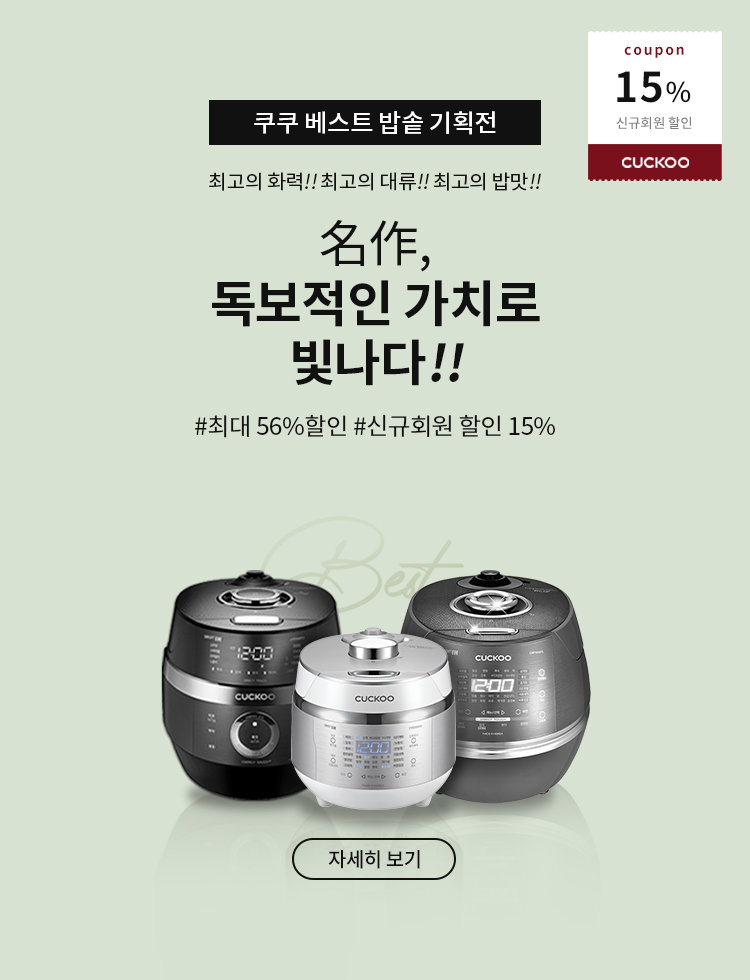 coupon
15%
신규회원 할인
CUCKOO
쿠쿠 베스트 밥솥 기획전
최고의 화력!! 최고의 대류!! 최고의 밥맛!!
名作,
독보적인 가치로
빛나다!!
#최대 56%할인 #신규회원 할인 15%
Best
12:00
CUCKOO
CUCKOO
12:00
CUCKOO
12:00
자세히 보기